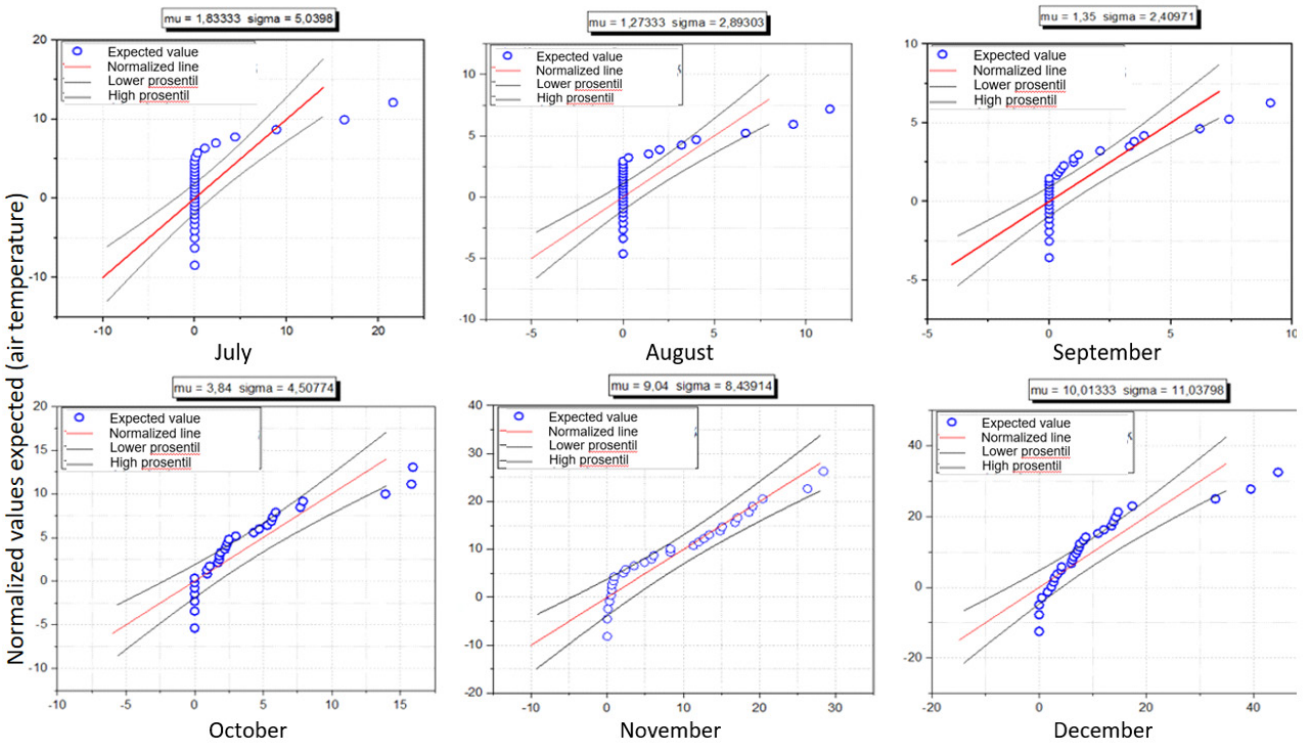 Normalized values expected (air temperature)
mu = 1,83333 sigma = 5,0398
20
10
0
-10
Expected value
Normalized line
Lower prosentil
High prosentil
-10
0
10
20
July
mu = 1,27333 sigma = 2,89303
10
5
0
-5
-10
Expected value
Normalized line
Lower prosentil
High prosentil
-5
0
5
10
August
mu = 1,35 sigma = 2,40971
10
5
0
-5
Expected value
Normalized line
Lower prosentil
High prosentil
-5
0
5
10
September
mu = 3,84 sigma = 4,50774
20
15
10
5
0
-5
-10
Expected value
Normalized line
Lower prosentil
High prosentil
-10
-5
0
5
10
15
October
mu = 9,04 sigma = 8,43914
40
30
20
10
0
-10
-20
Expected value
Normalized line
Lower prosentil
High prosentil
-10
0
10
20
30
November
mu = 10,01333 sigma = 11,03798
40
20
0
-20
Expected value
Normalized line
Lower prosentil
High prosentil
-20
0
20
40
December